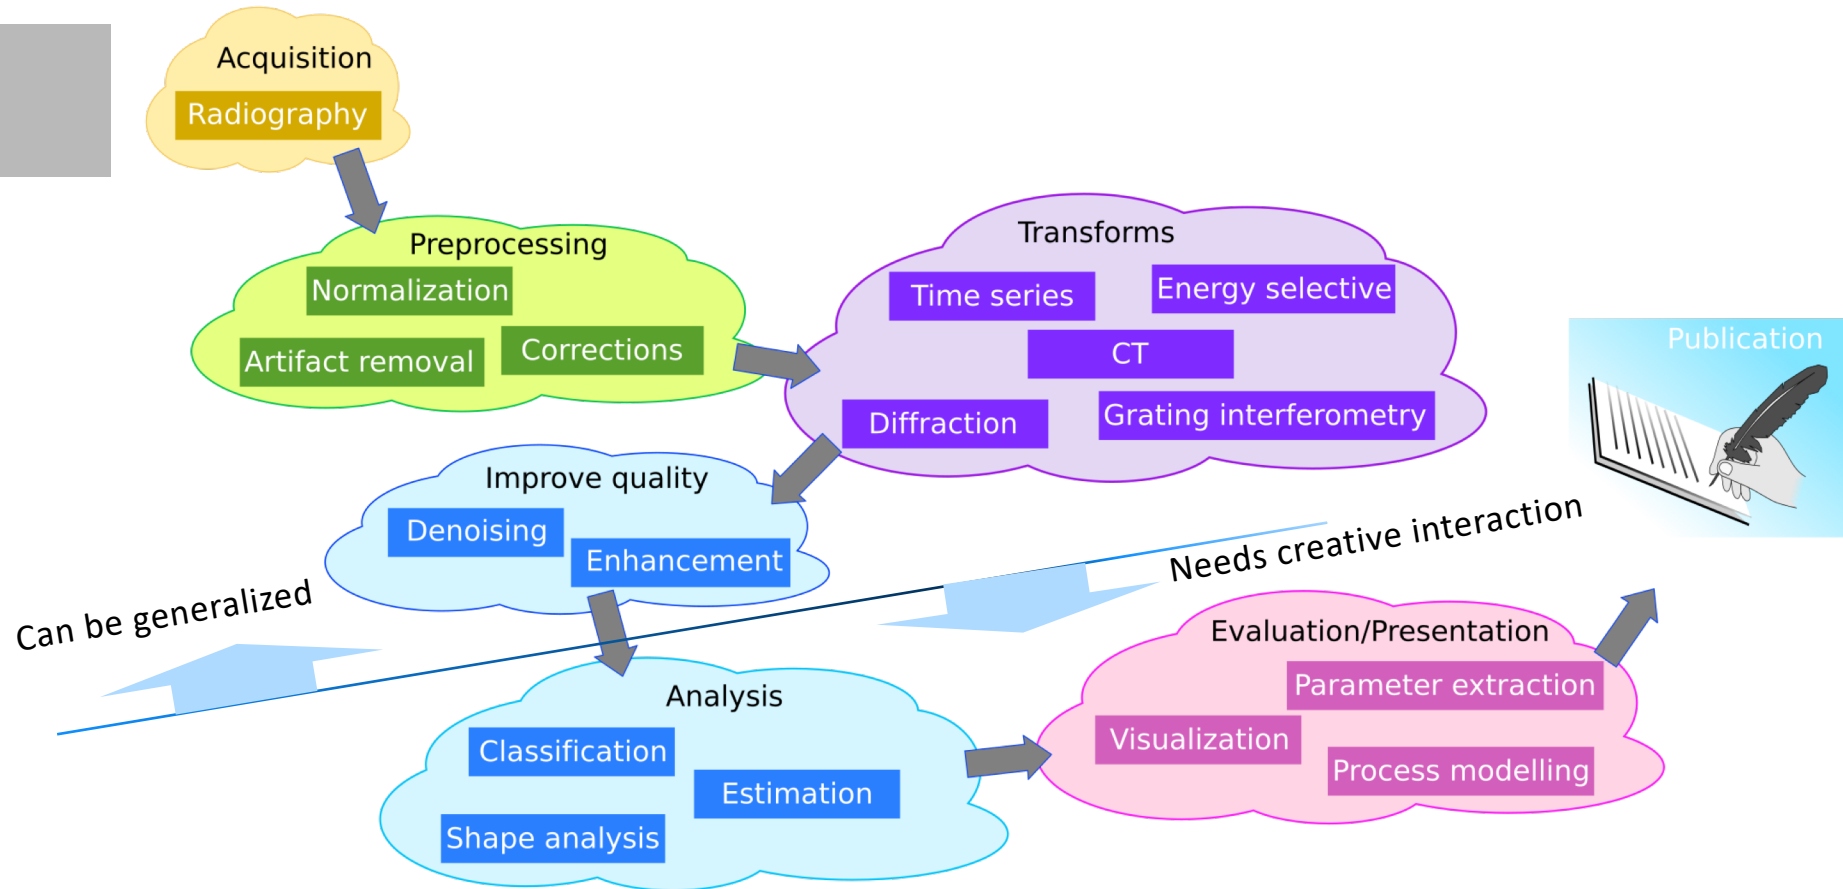 Acquisition
Radiography
Preprocessing
Normalization
Artifact removal
Corrections
Transforms
Time series
Energy selective
CT
Diffraction
Grating interferometry
Publication
Improve quality
Denoising
Enhancement
Can be generalized
Needs creative interaction
Analysis
Classification
Estimation
Shape analysis
Evaluation/Presentation
Parameter extraction
Visualization
Process modelling